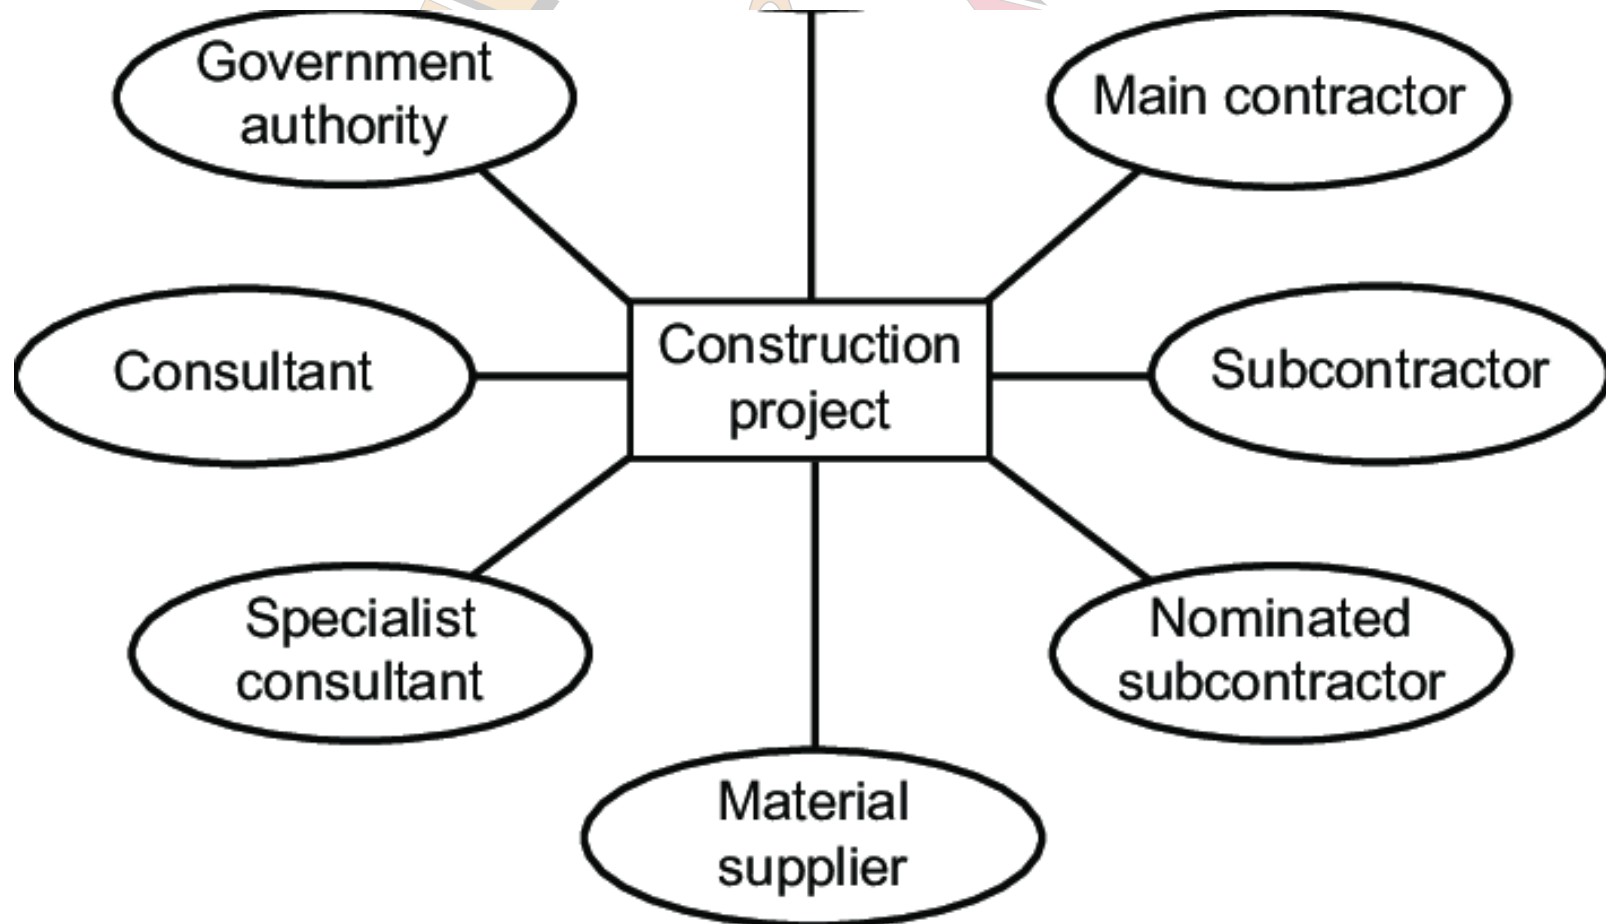 Government
authority
Main contractor
Consultant
Construction
project
Subcontractor
Specialist
consultant
Nominated
subcontractor
Material
supplier